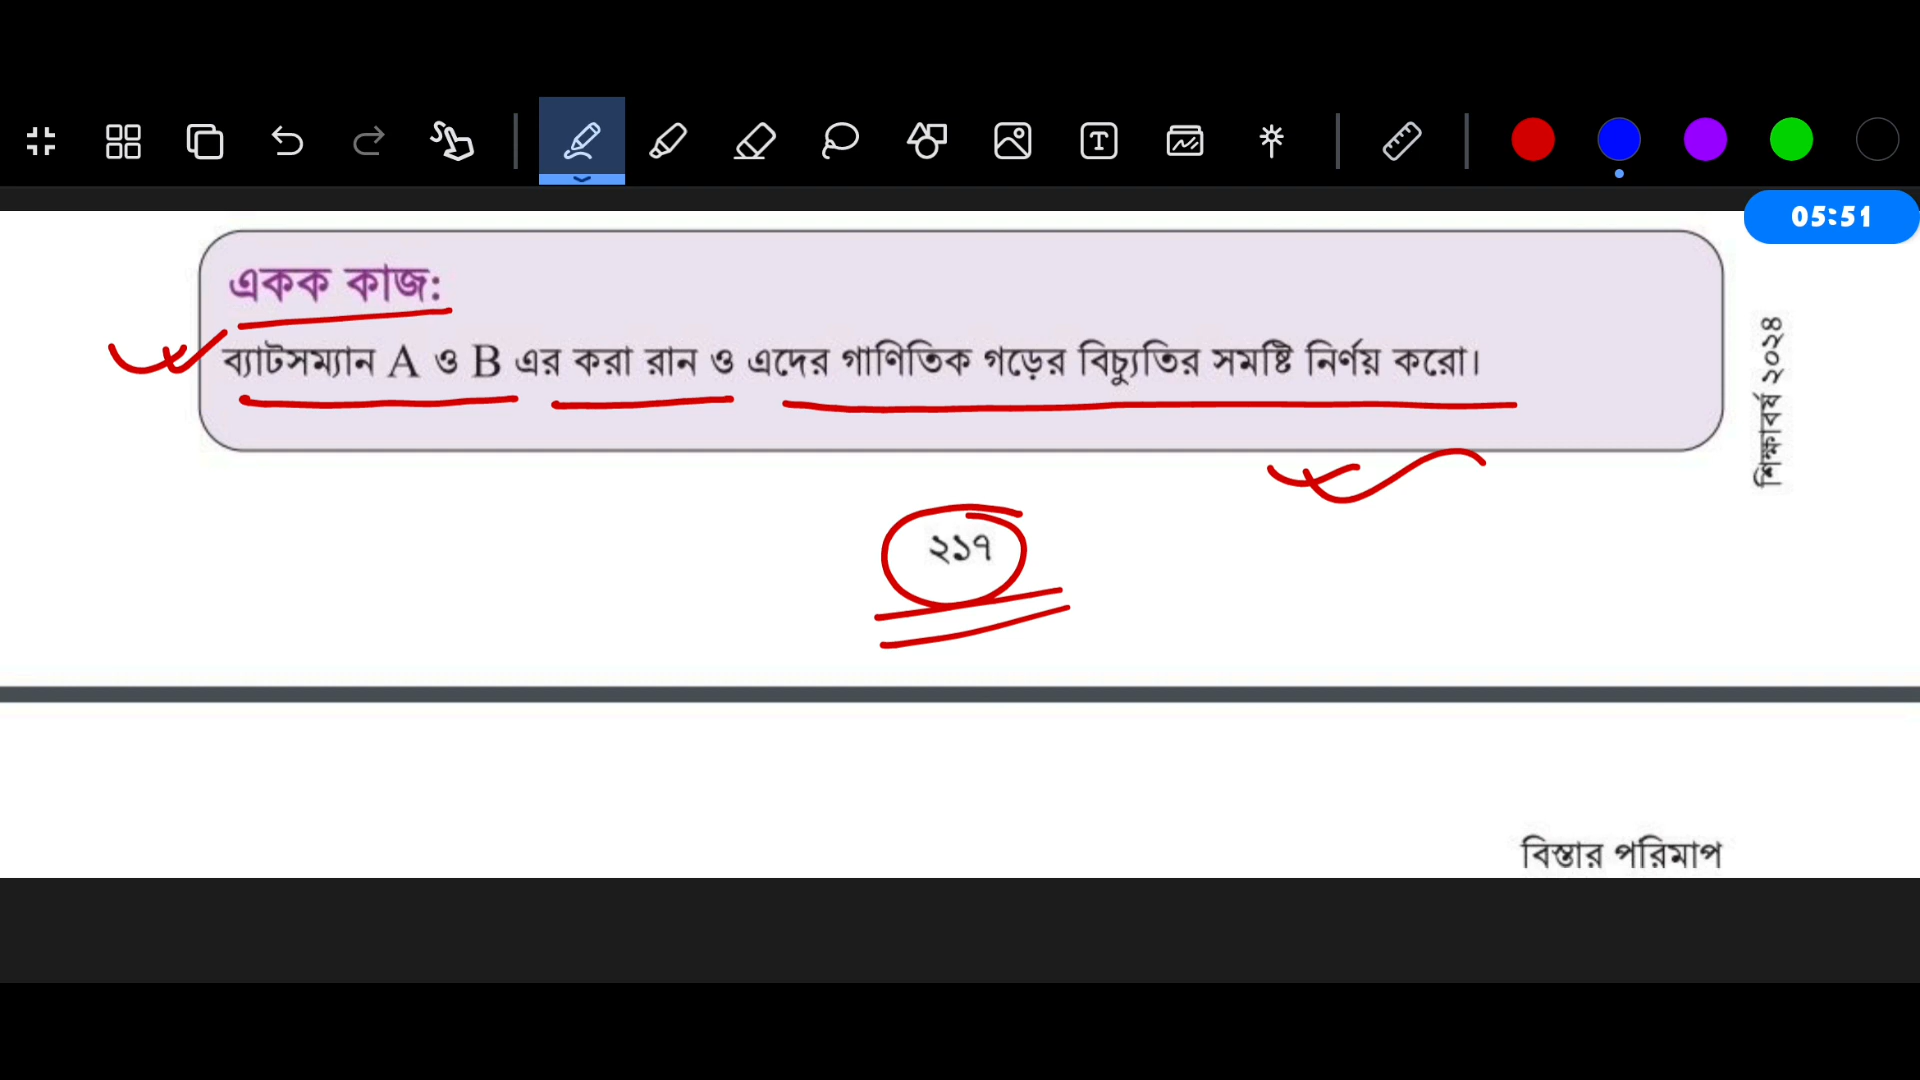 05:51
একক কাজ:
ব্যাটসম্যান A ও B এর করা রান ও এদের গাণিতিক গড়ের বিচ্যুতির সমষ্টি নির্ণয় করো।
শিক্ষাবর্ষ ২০২৪
২১৭
বিস্তার পরিমাপ